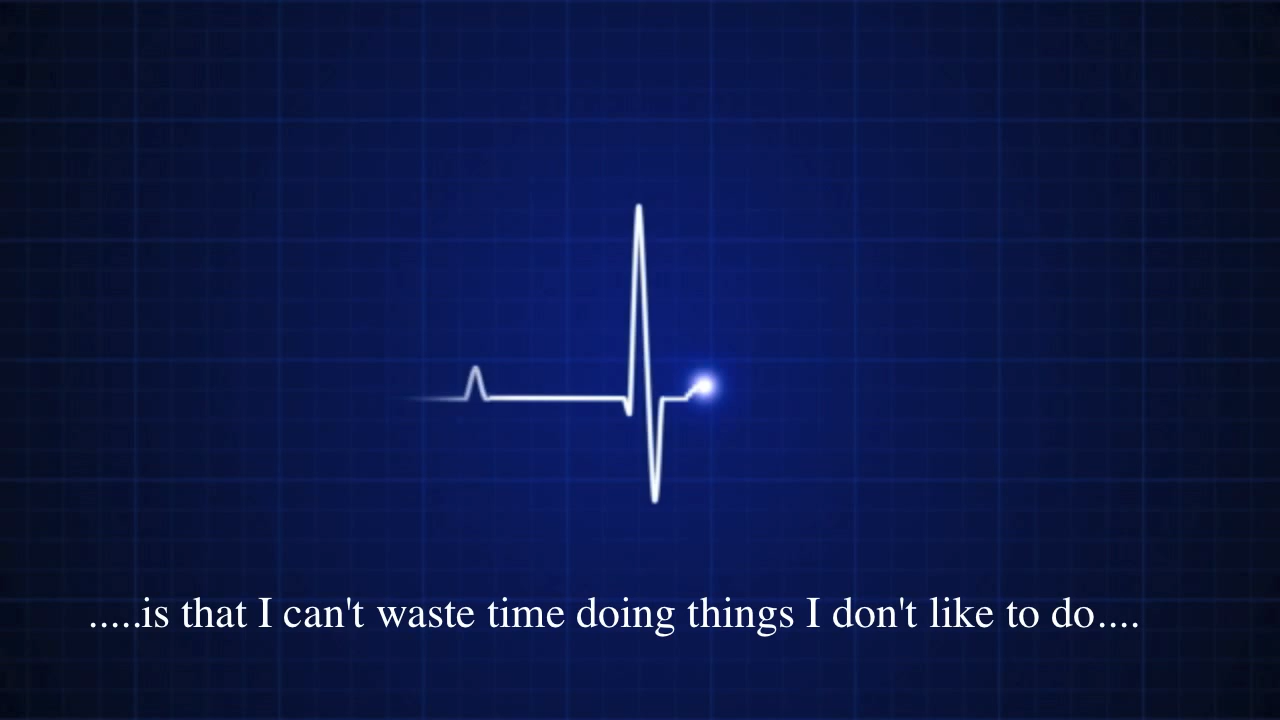 .....is that I can't waste time doing things I don't like to do....